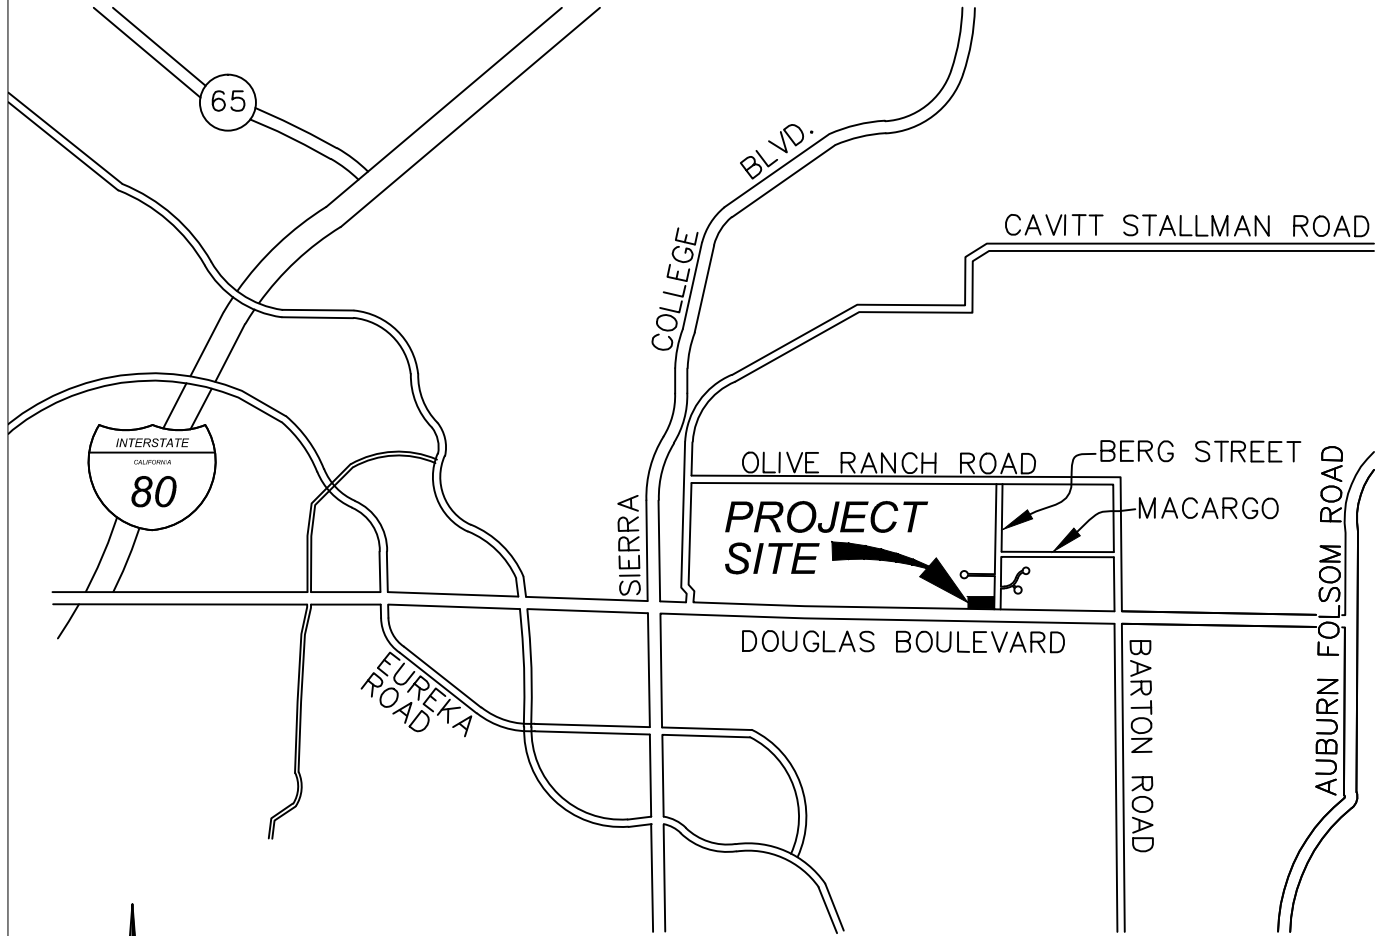 65
BLVD.
CAVITT STALLMAN ROAD
COLLEGE
INTERSTATE
CALIFORNIA
80
OLIVE RANCH ROAD
BERG STREET
MACARGO
PROJECT
SITE
SIERRA
DOUGLAS BOULEVARD
AUBURN FOLSOM ROAD
EUREKA
ROAD
BARTON ROAD